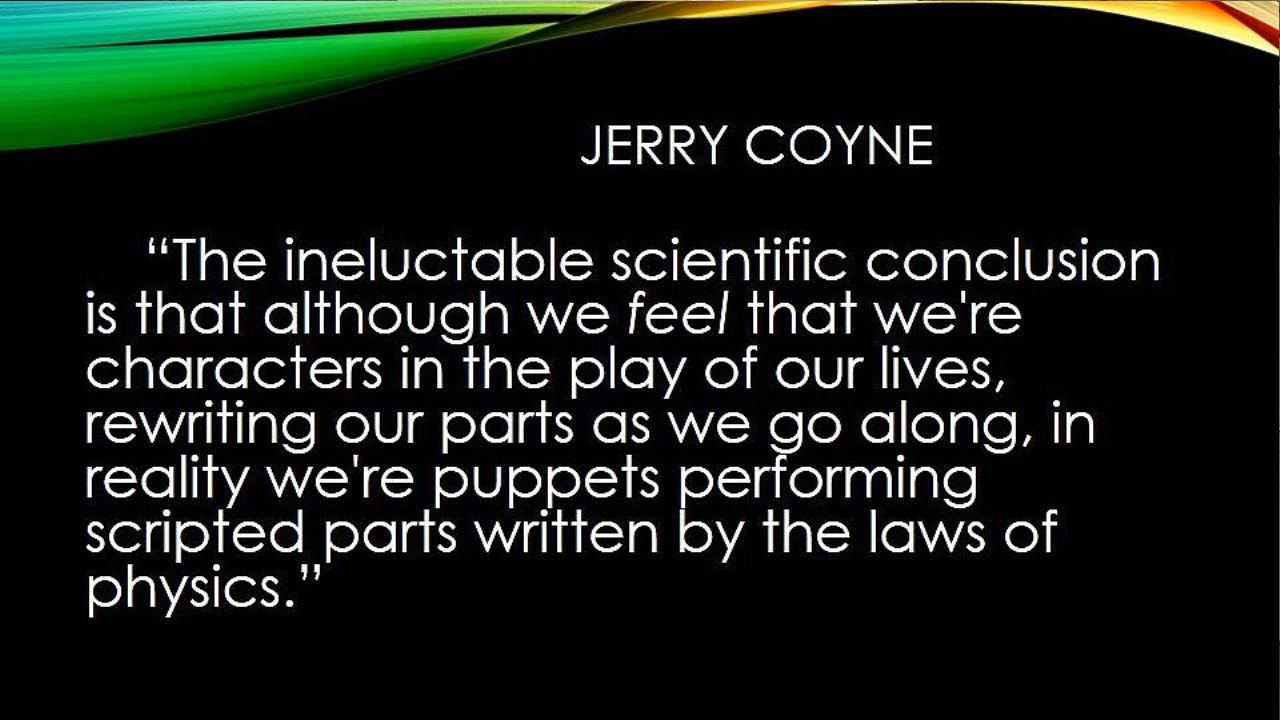 JERRY COYNE
“The ineluctable scientific conclusion
is that although we feel that we're
characters in the play of our lives,
rewriting our parts as we go along, in
reality we're puppets performing
scripted parts written by the laws of
physics.”